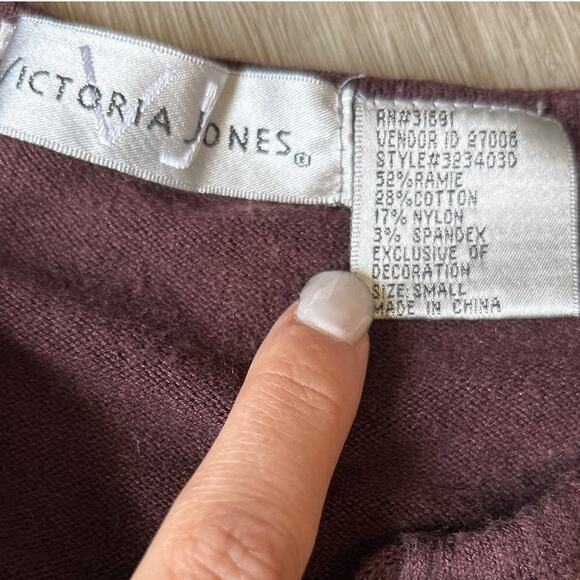 VICTORIA JONES®
VJ
RN#31691
VENDOR ID 27008
STYLE#3234030
52%RAMIE
28%COTTON
17% NYLON
3% SPANDEX
EXCLUSIVE OF
DECORATION
SIZE:SMALL
MADE IN CHINA